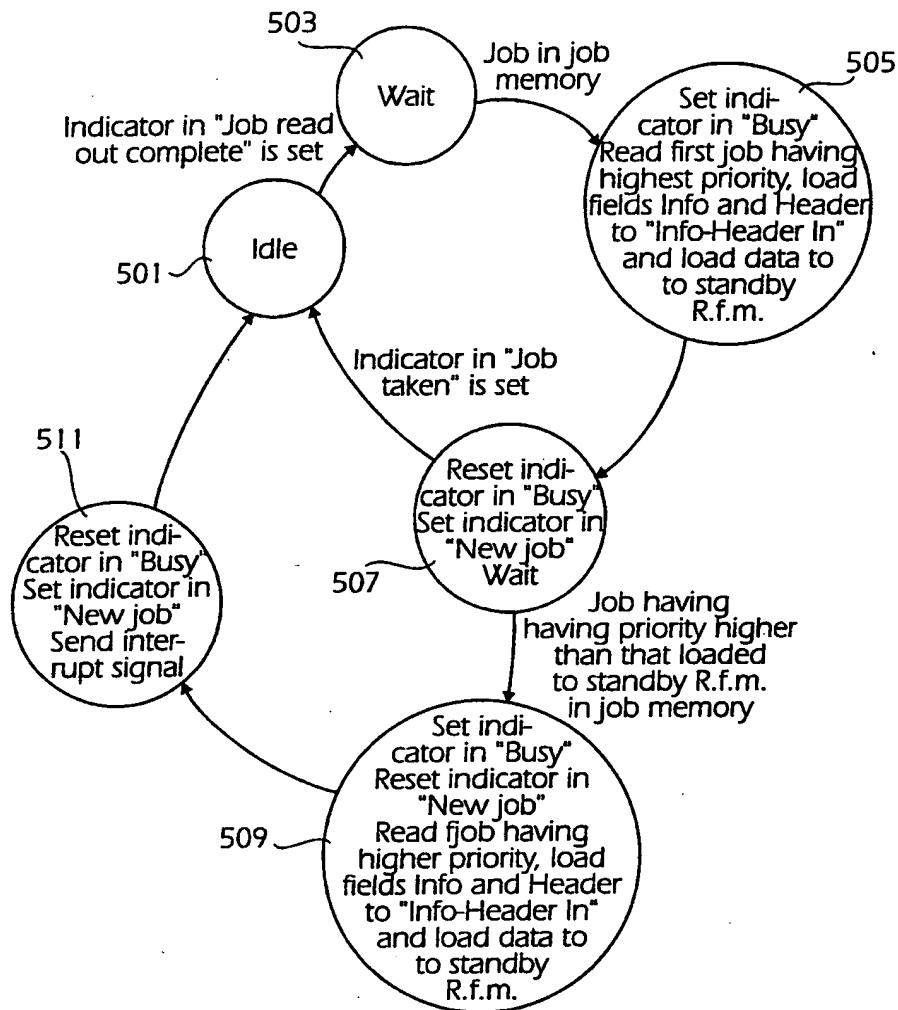 503
Wait
Job in job
memory
505
Set indi-
cator in "Busy"
Read first job having
highest priority, load
fields Info and Header
to "Info-Header In"
and load data to
to standby
R.f.m.
Indicator in "Job read
out complete" is set
Idle
501
Indicator in "Job
taken" is set
511
Reset indi-
cator in "Busy"
Set indicator in
"New job"
Send inter-
rupt signal
Reset indi-
cator in "Busy"
Set indicator in
"New job"
Wait
507
Job having
having priority higher
than that loaded
to standby R.f.m.
in job memory
Set indi-
cator in "Busy"
Reset indicator in
"New job"
Read fjob having
higher priority, load
fields Info and Header
to "Info-Header In"
and load data to
to standby
R.f.m.
509